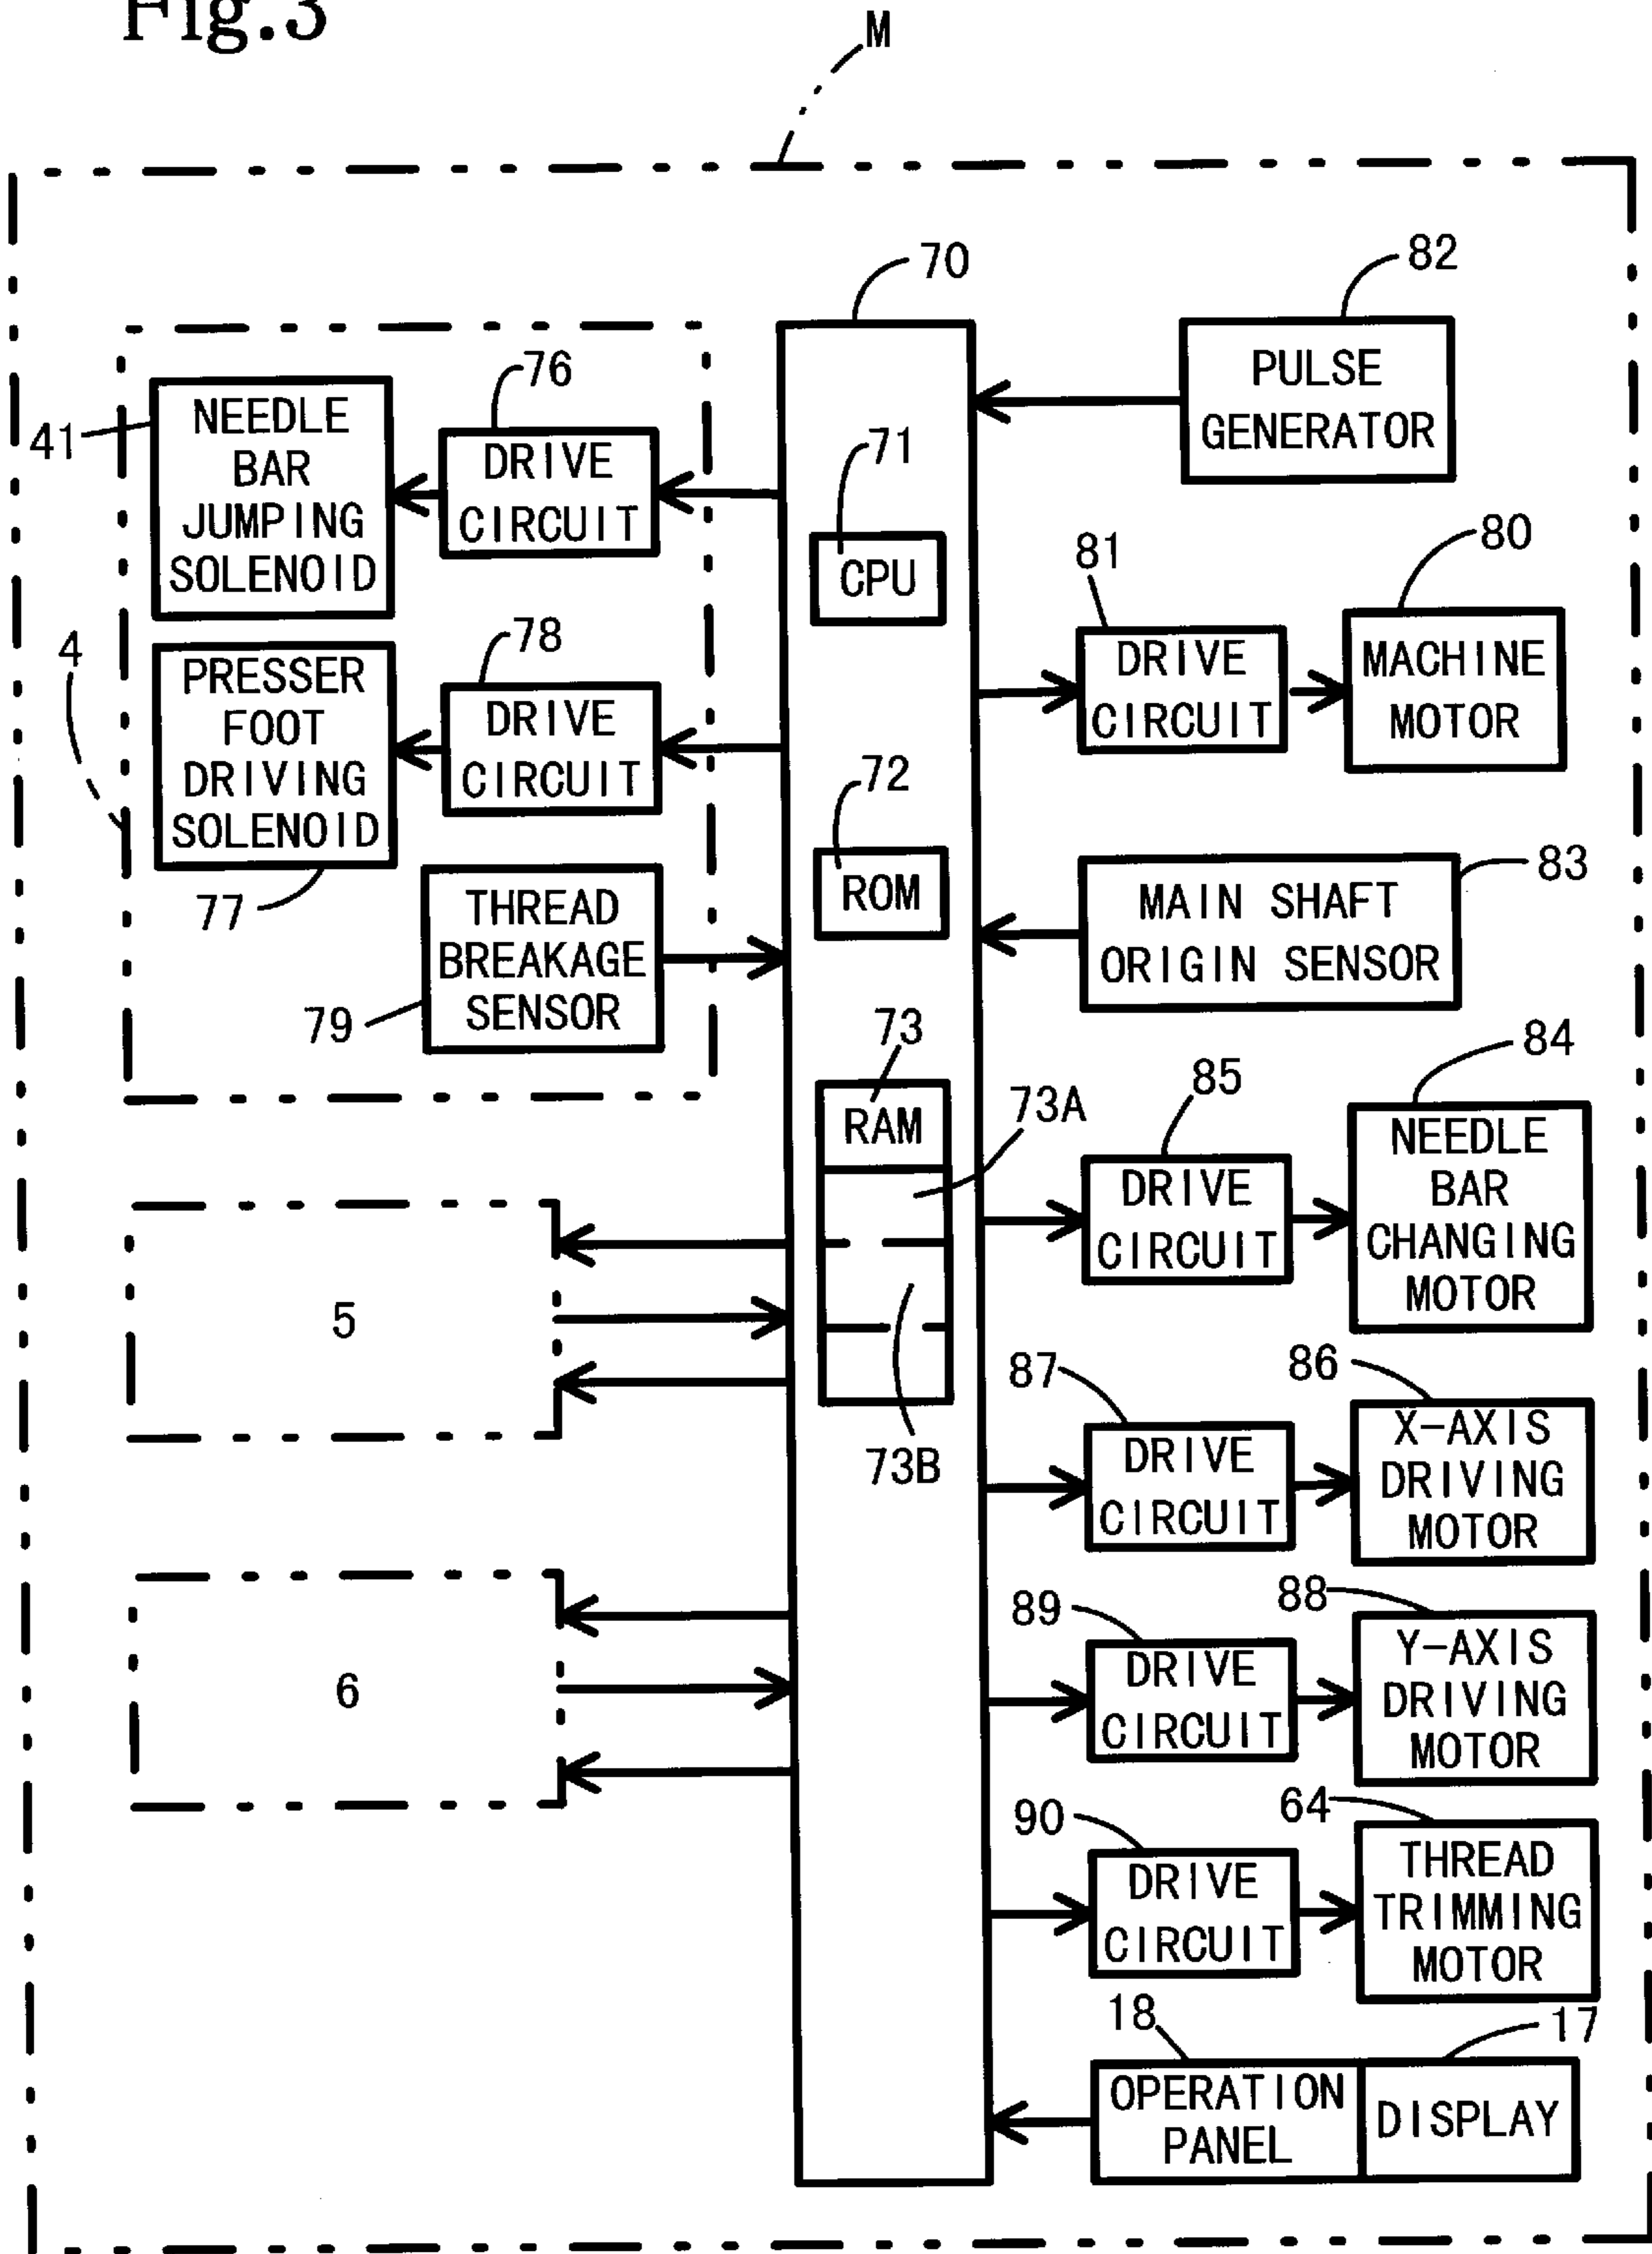 Fig.3
M
70
82
76
41
NEEDLE
BAR
JUMPING
SOLENOID
DRIVE
CIRCUIT
PULSE
GENERATOR
71
CPU
81
80
4
78
PRESSER
FOOT
DRIVING
SOLENOID
DRIVE
CIRCUIT
DRIVE
CIRCUIT
MACHINE
MOTOR
72
ROM
77
THREAD
BREAKAGE
SENSOR
79
MAIN SHAFT
ORIGIN SENSOR
83
73
RAM
73A
85
84
DRIVE
CIRCUIT
NEEDLE
BAR
CHANGING
MOTOR
5
73B
87
86
DRIVE
CIRCUIT
X-AXIS
DRIVING
MOTOR
6
89
88
DRIVE
CIRCUIT
Y-AXIS
DRIVING
MOTOR
90
64
DRIVE
CIRCUIT
THREAD
TRIMMING
MOTOR
18
17
OPERATION
PANEL
DISPLAY